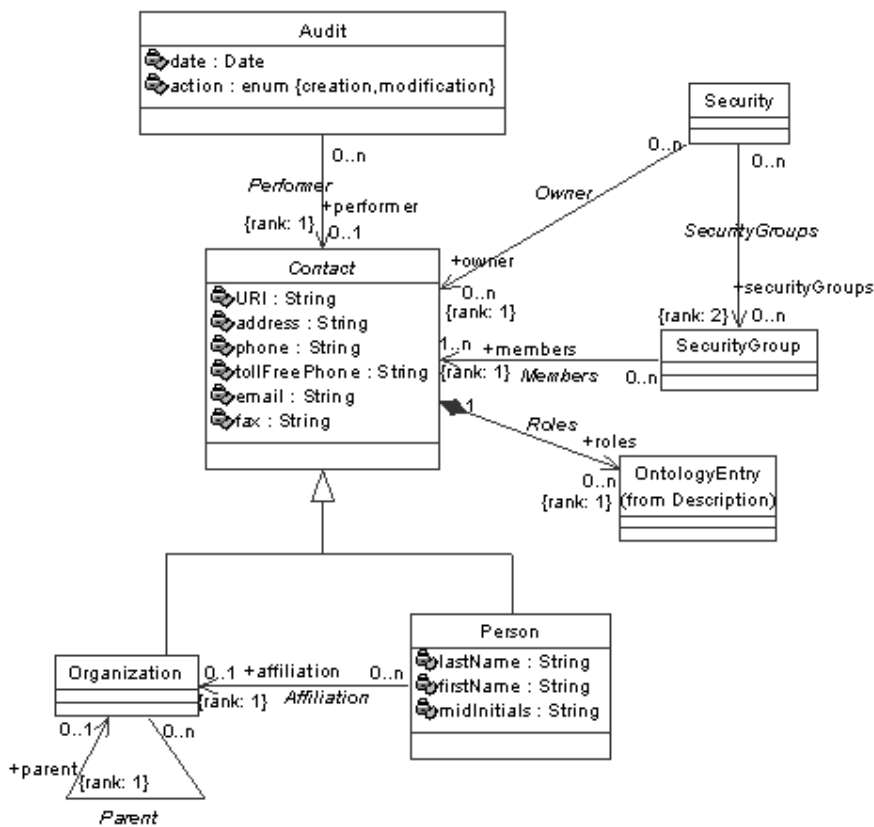 Audit
date : Date
action : enum {creation,modification}
Security
0..n
0..n
0..n
Performer
+performer
{rank: 1}
0..1
Owner
SecurityGroups
Contact
+owner
+securityGroups
URI : String
0..n
{rank: 2}
0..n
address : String
{rank: 1}
phone : String
1..n
+members
SecurityGroup
tollFreePhone : String
{rank: 1}
Members
0..n
email : String
1
fax : String
Roles
+roles
0..n
OntologyEntry
{rank: 1}
(from Description)
Person
Organization
0..1
+affiliation
0..n
lastName : String
{rank: 1}
Affiliation
firstName : String
midInitials : String
0..1
0..n
+parent
{rank: 1}
Parent